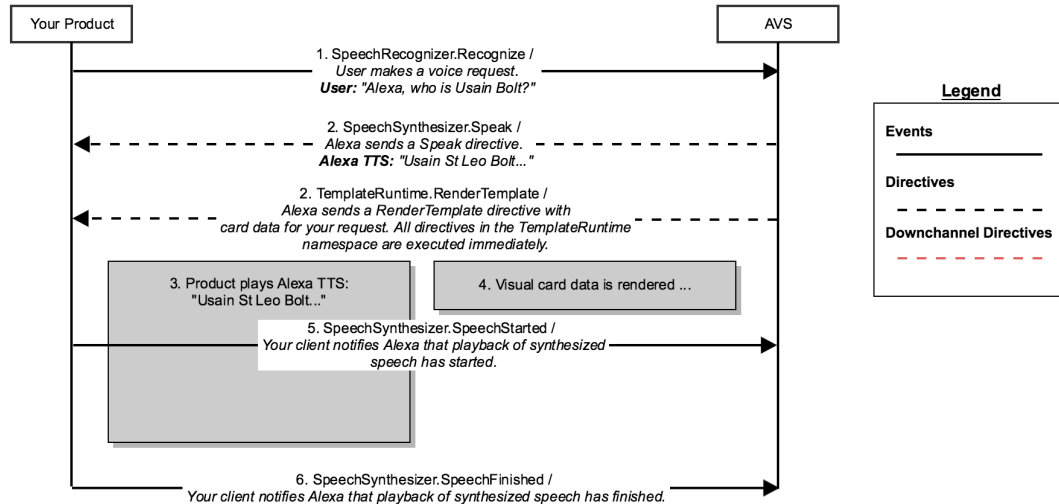 Your Product
AVS
1. SpeechRecognizer.Recognize /
User makes a voice request.
User: "Alexa, who is Usain Bolt?"
2. SpeechSynthesizer.Speak /
Alexa sends a Speak directive.
Alexa TTS: "Usain St Leo Bolt..."
2. TemplateRuntime.RenderTemplate /
Alexa sends a RenderTemplate directive with
card data for your request. All directives in the TemplateRuntime
namespace are executed immediately.
3. Product plays Alexa TTS:
"Usain St Leo Bolt..."
4. Visual card data is rendered ...
5. SpeechSynthesizer.SpeechStarted /
Your client notifies Alexa that playback of synthesized
speech has started.
6. SpeechSynthesizer.SpeechFinished /
Your client notifies Alexa that playback of synthesized speech has finished.
Legend
Events
Directives
Downchannel Directives